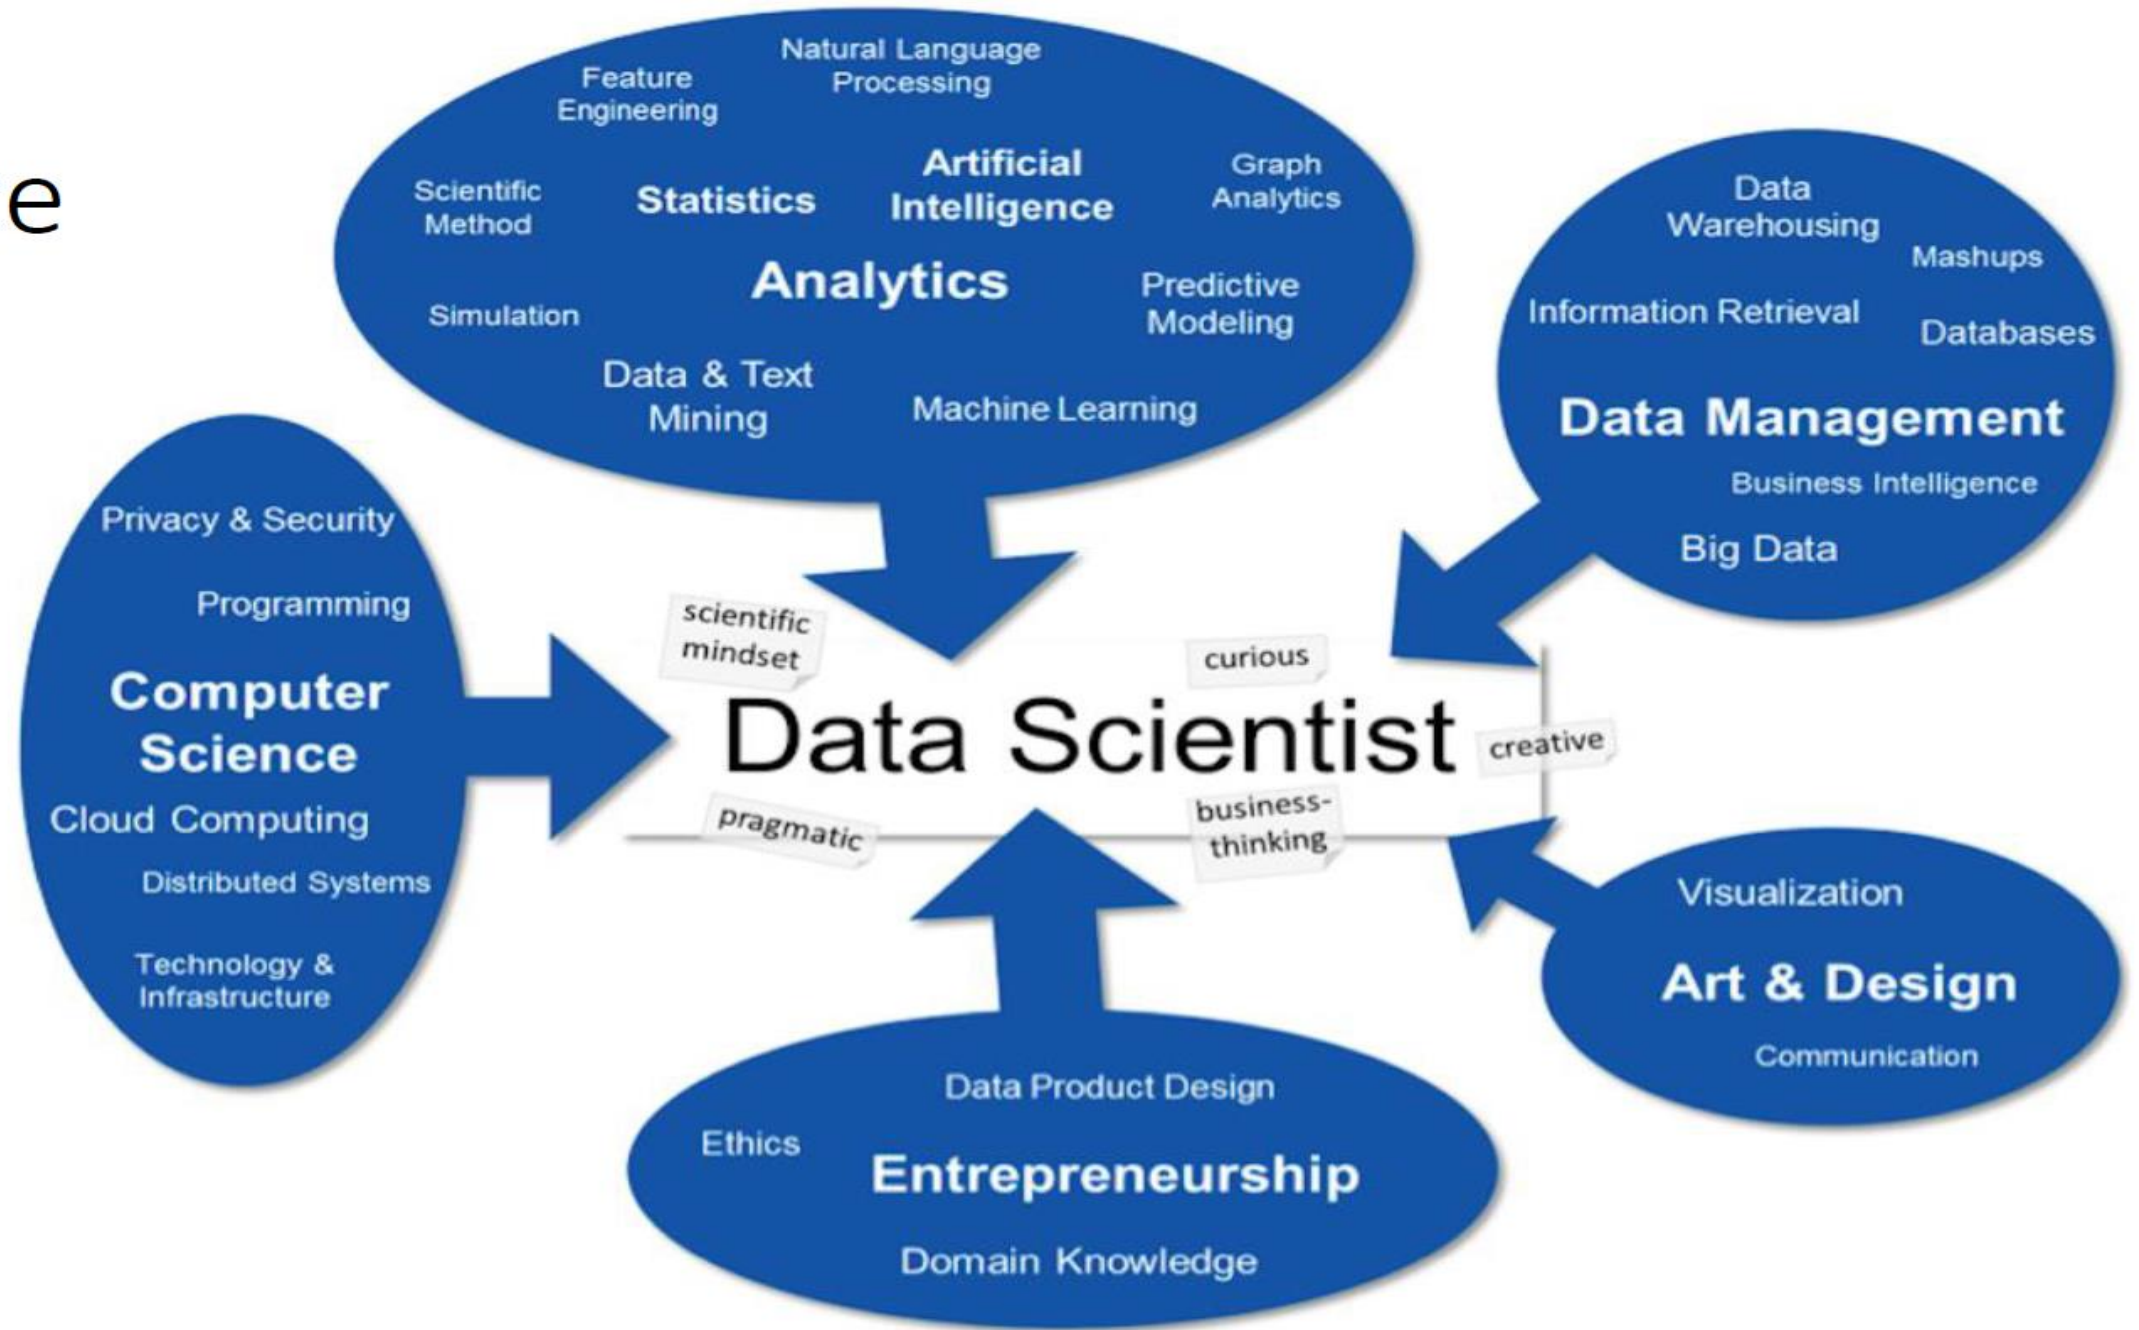 e
Natural Language
Processing
Feature
Engineering
Artificial
Intelligence
Graph
Analytics
Scientific
Method
Statistics
Analytics
Predictive
Modeling
Simulation
Data & Text
Mining
Machine Learning
Data
Warehousing
Mashups
Information Retrieval
Databases
Data Management
Business Intelligence
Big Data
Privacy & Security
Programming
Computer
Science
Cloud Computing
Distributed Systems
Technology &
Infrastructure
scientific
mindset
curious
Data Scientist
creative
pragmatic
business-
thinking
Visualization
Art & Design
Communication
Data Product Design
Ethics
Entrepreneurship
Domain Knowledge